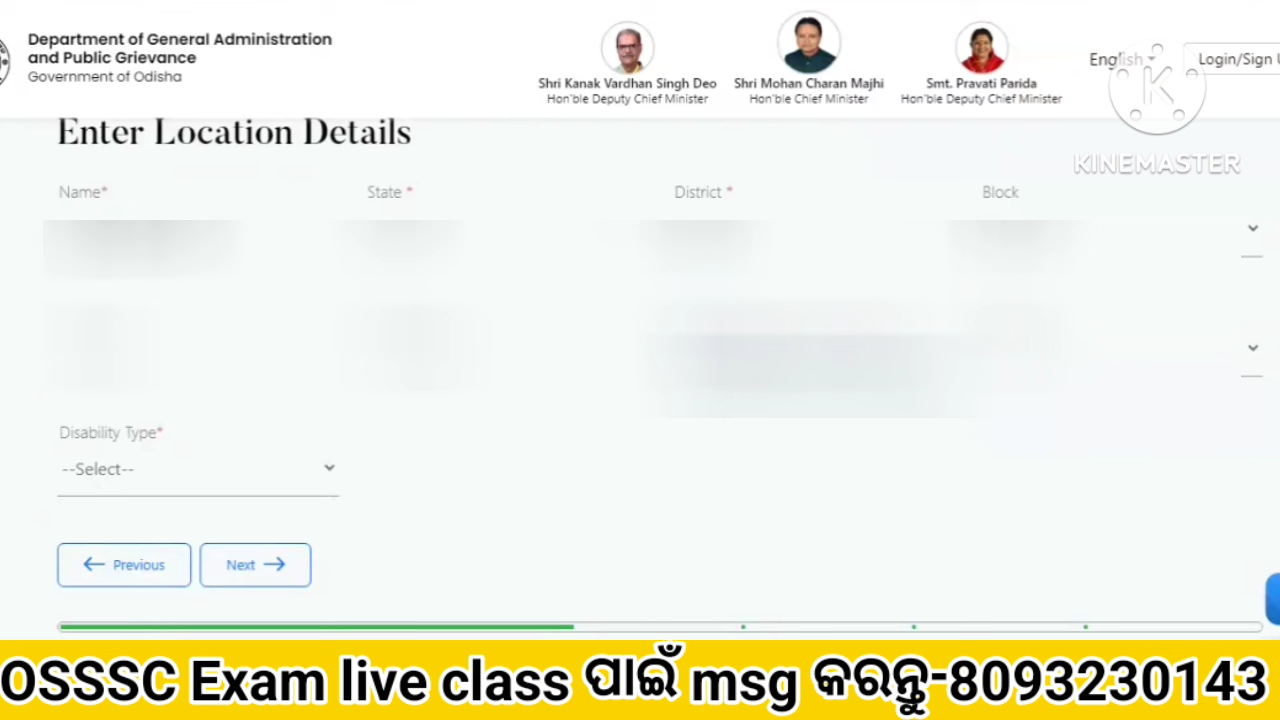 Department of General Administration
and Public Grievance
Government of Odisha
Shri Kanak Vardhan Singh Deo
Hon'ble Deputy Chief Minister
Shri Mohan Charan Majhi
Hon'ble Chief Minister
Smt. Pravati Parida
Hon'ble Deputy Chief Minister
English
Login/Sign U
K
KINEMASTER
Enter Location Details
Name* State * District * Block
Disability Type*
--Select--
Previous Next
OSSSC Exam live class ପାଇଁ msg କରନ୍ତୁ-8093230143